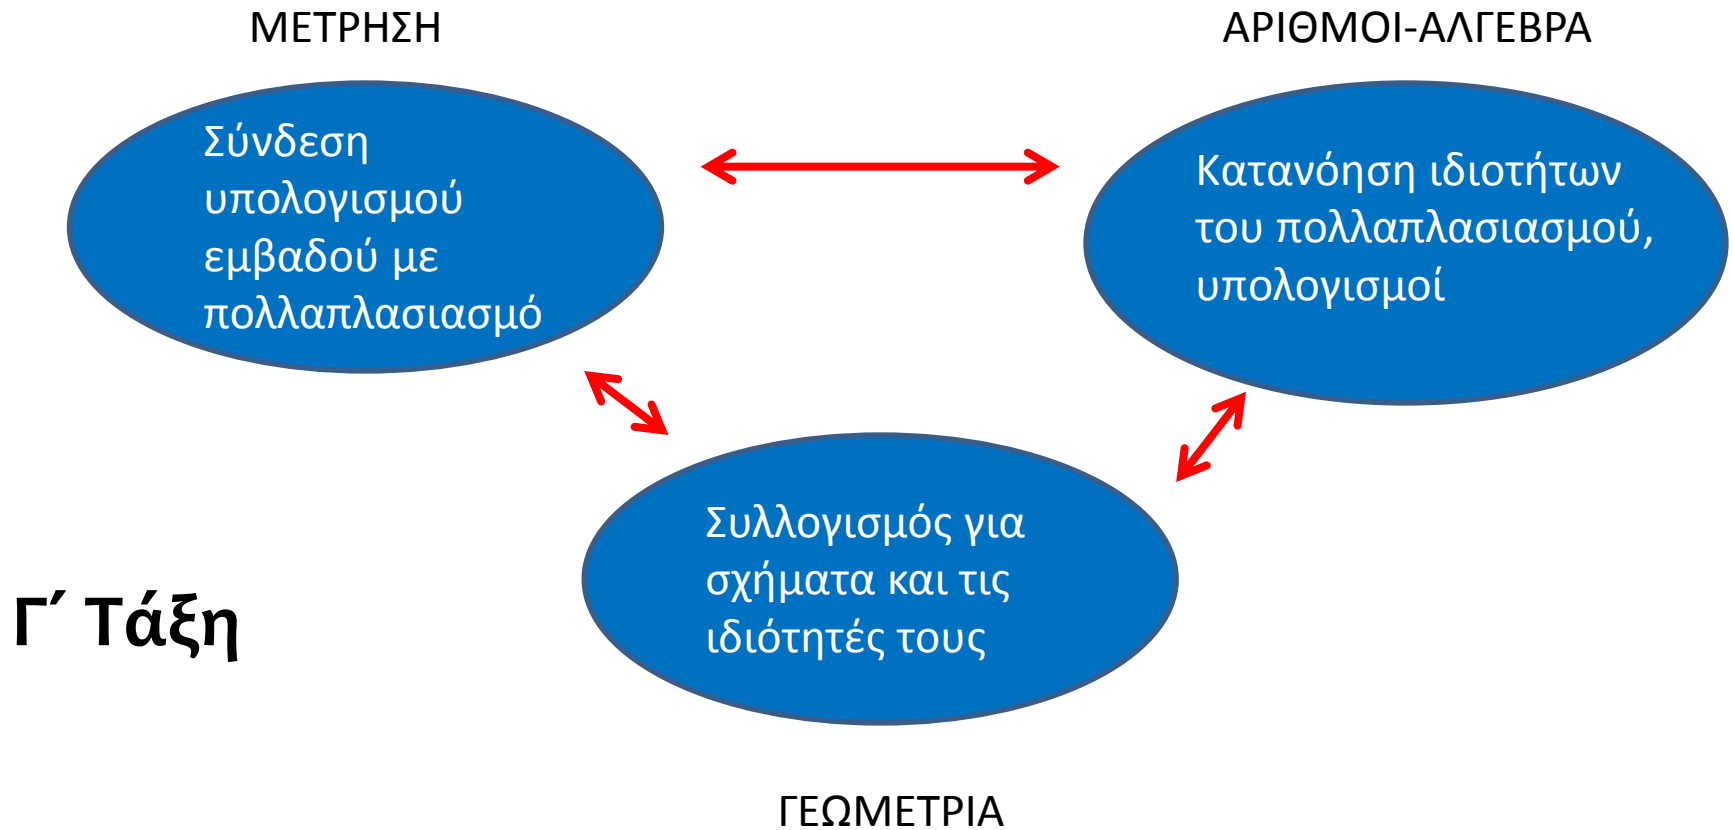 ΜΕΤΡΗΣΗ
ΑΡΙΘΜΟΙ-ΑΛΓΕΒΡΑ
Σύνδεση
υπολογισμού
εμβαδού με
πολλαπλασιασμό
Κατανόηση ιδιοτήτων
του πολλαπλασιασμού,
υπολογισμοί
Συλλογισμός για
σχήματα και τις
ιδιότητές τους
Γ΄ Τάξη
ΓΕΩΜΕΤΡΙΑ